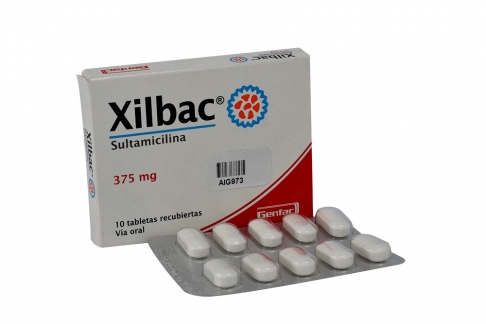 Xilbac®
Sultamicilina
375 mg
AIG973
10 tabletas recubiertas
Vía oral
Genfar